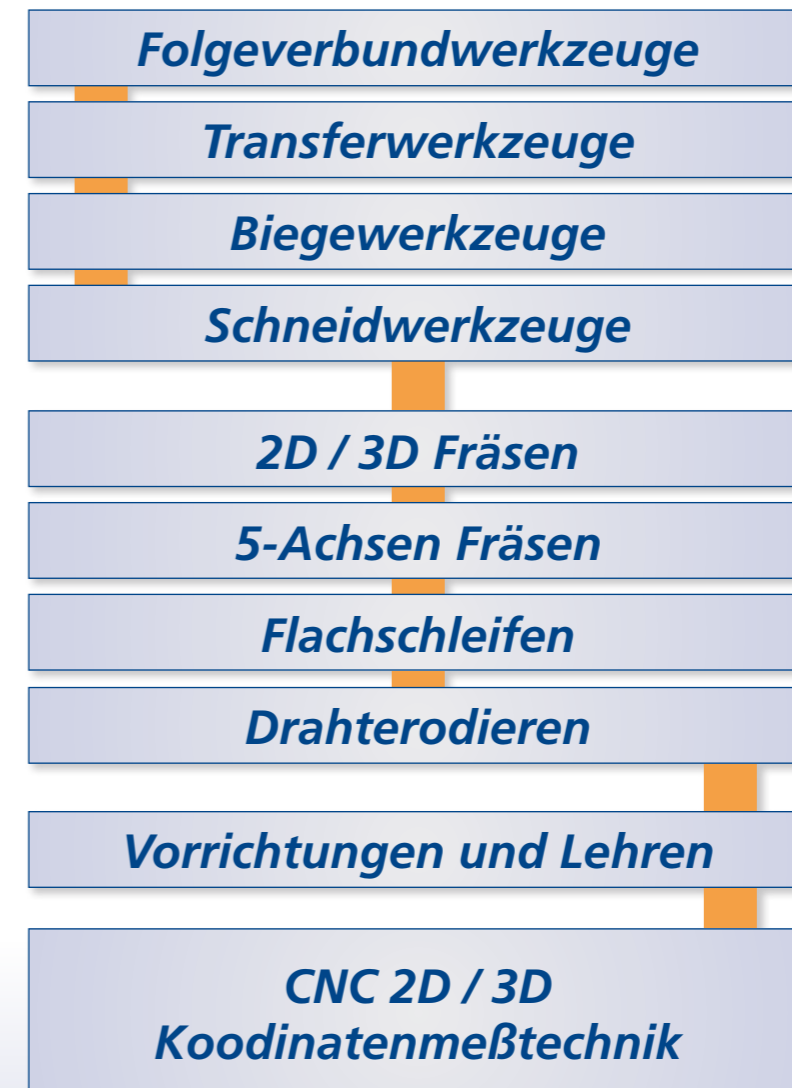 Folgeverbundwerkzeuge
Transferwerkzeuge
Biegewerkzeuge
Schneidwerkzeuge
2D / 3D Fräsen
5-Achsen Fräsen
Flachschleifen
Drahterodieren
Vorrichtungen und Lehren
CNC 2D / 3D
Koodinatenmeßtechnik